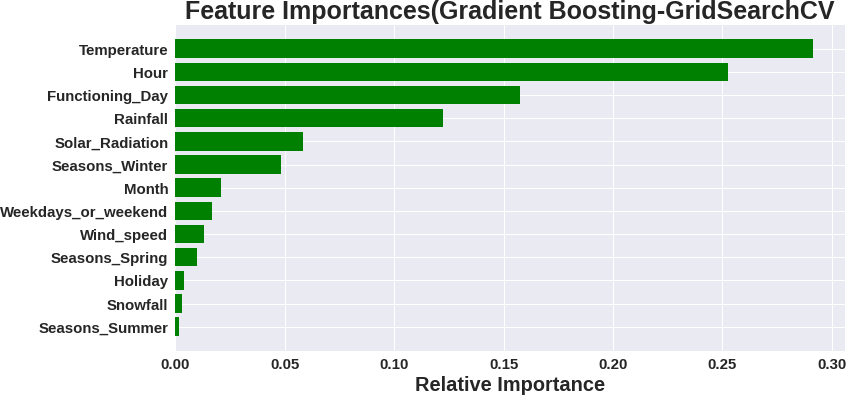 Feature Importances(Gradient Boosting-GridSearchCV
Temperature
Hour
Functioning_Day
Rainfall
Solar_Radiation
Seasons_Winter
Month
Weekdays_or_weekend
Wind_speed
Seasons_Spring
Holiday
Snowfall
Seasons_Summer
0.00 0.05 0.10 0.15 0.20 0.25 0.30
Relative Importance